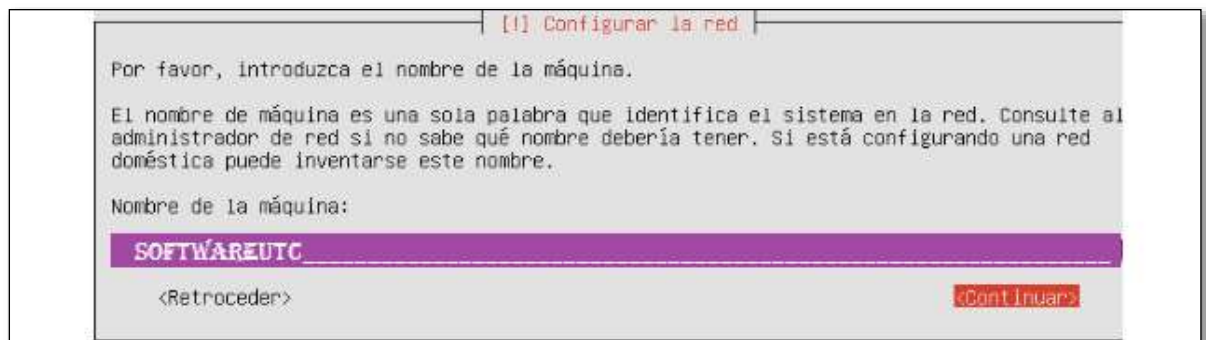 [!] Configurar la red
Por favor, introduzca el nombre de la máquina.
El nombre de máquina es una sola palabra que identifica el sistema en la red. Consulte al
administrador de red si no sabe qué nombre debería tener. Si está configurando una red
doméstica puede inventarse este nombre.
Nombre de la máquina:
SOFTWAREUTC
<Retroceder> <Continuar>